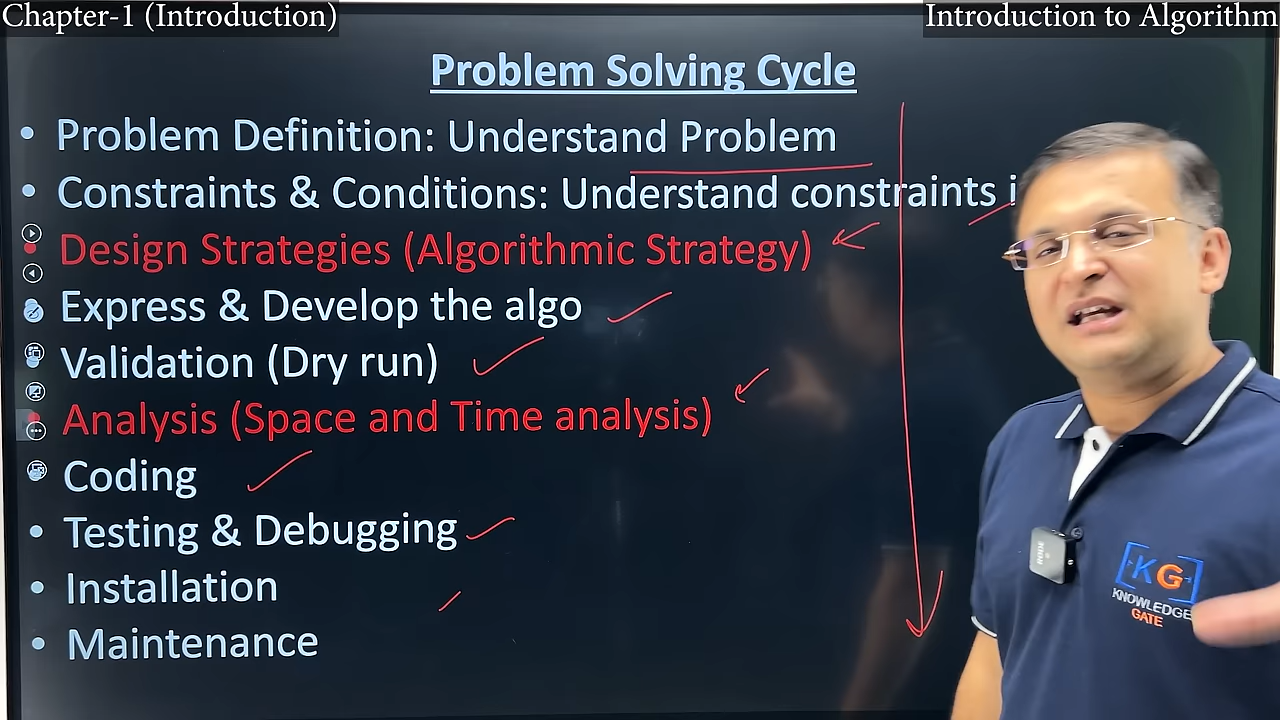 Chapter-1 (Introduction)
Introduction to Algorithm
Problem Solving Cycle
• Problem Definition: Understand Problem
• Constraints & Conditions: Understand constraints i
Design Strategies (Algorithmic Strategy)
Express & Develop the algo
Validation (Dry run)
Analysis (Space and Time analysis)
Coding
• Testing & Debugging
• Installation
• Maintenance
RODE
KG
KNOWLEDGE
GATE